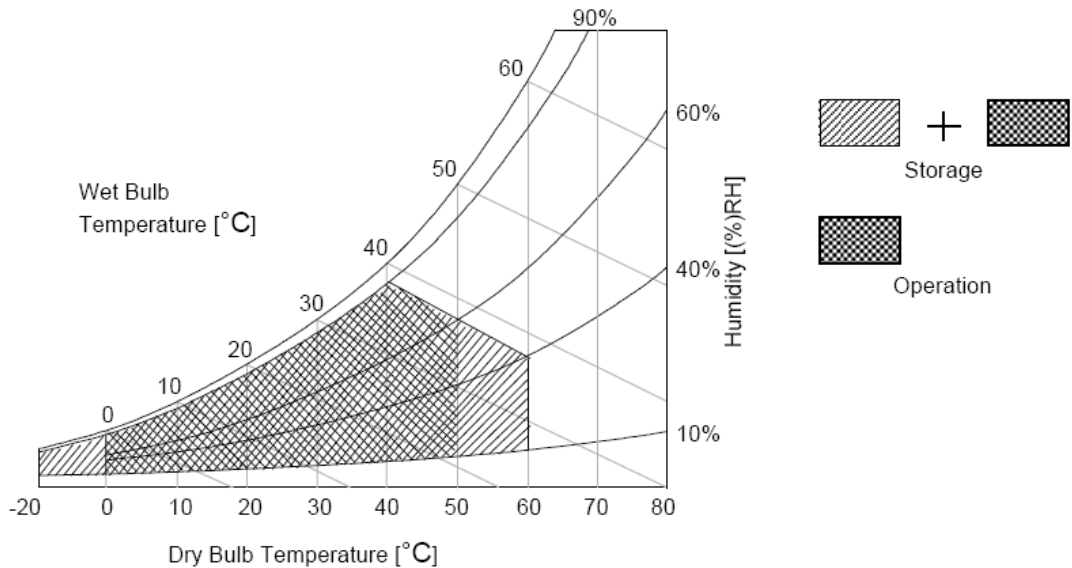 90%
60
60%
50
Storage
Wet Bulb
Temperature [°C]
Humidity [(%)RH]
40
40%
Operation
30
20
10
0
10%
-20 0 10 20 30 40 50 60 70 80
Dry Bulb Temperature [°C]